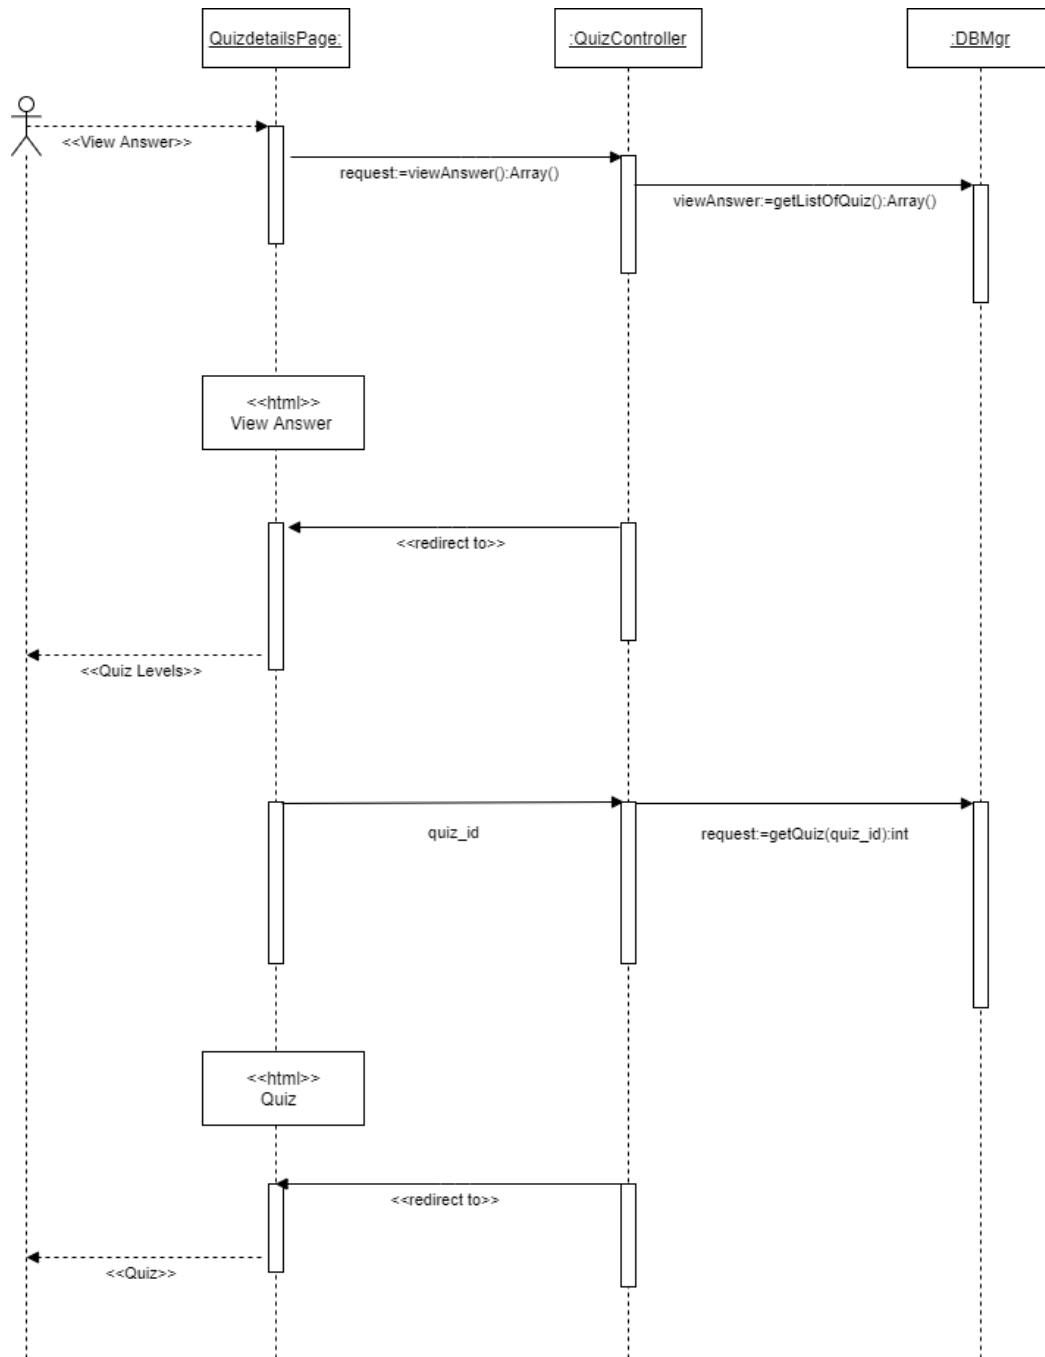 QuizdetailsPage:
:QuizController
:DBMgr
<<View Answer>>
request:=viewAnswer():Array()
viewAnswer:=getListOfQuiz():Array()
<<html>>
View Answer
<<redirect to>>
<<Quiz Levels>>
quiz_id
request:=getQuiz(quiz_id):int
<<html>>
Quiz
<<redirect to>>
<<Quiz>>